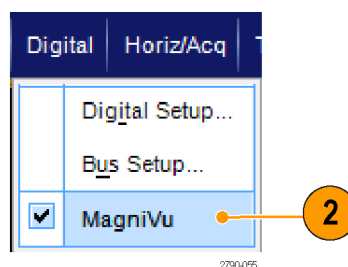 Digital Horiz/Acq
Digital Setup...
Bus Setup...
MagniVu
2
2790-055